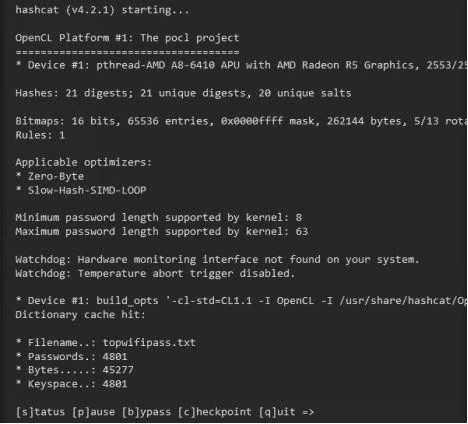 hashcat (v4.2.1) starting...
OpenCL Platform #1: The pocl project
====================================
* Device #1: pthread-AMD A8-6410 APU with AMD Radeon R5 Graphics, 2553/25
Hashes: 21 digests; 21 unique digests, 20 unique salts
Bitmaps: 16 bits, 65536 entries, 0x0000ffff mask, 262144 bytes, 5/13 rota
Rules: 1
Applicable optimizers:
* Zero-Byte
* Slow-Hash-SIMD-LOOP
Minimum password length supported by kernel: 8
Maximum password length supported by kernel: 63
Watchdog: Hardware monitoring interface not found on your system.
Watchdog: Temperature abort trigger disabled.
* Device #1: build_opts '-cl-std=CL1.1 -I OpenCL -I /usr/share/hashcat/Op
Dictionary cache hit:
* Filename..: topwifipass.txt
* Passwords.: 4801
* Bytes.....: 45277
* Keyspace..: 4801
[s]tatus [p]ause [b]ypass [c]heckpoint [q]uit =>